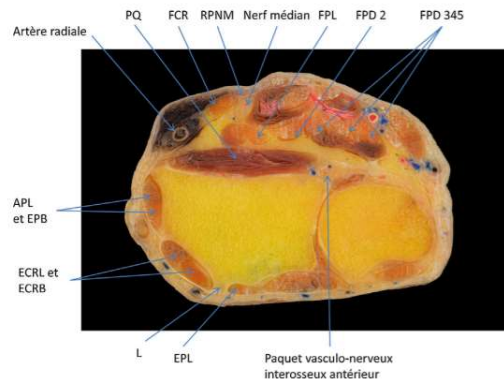 PQ FCR RPNM Nerf médian FPL FPD 2 FPD 345
Artère radiale
APL
et EPB
ECRL et
ECRB
L
EPL
Paquet vasculo-nerveux
interosseux antérieur